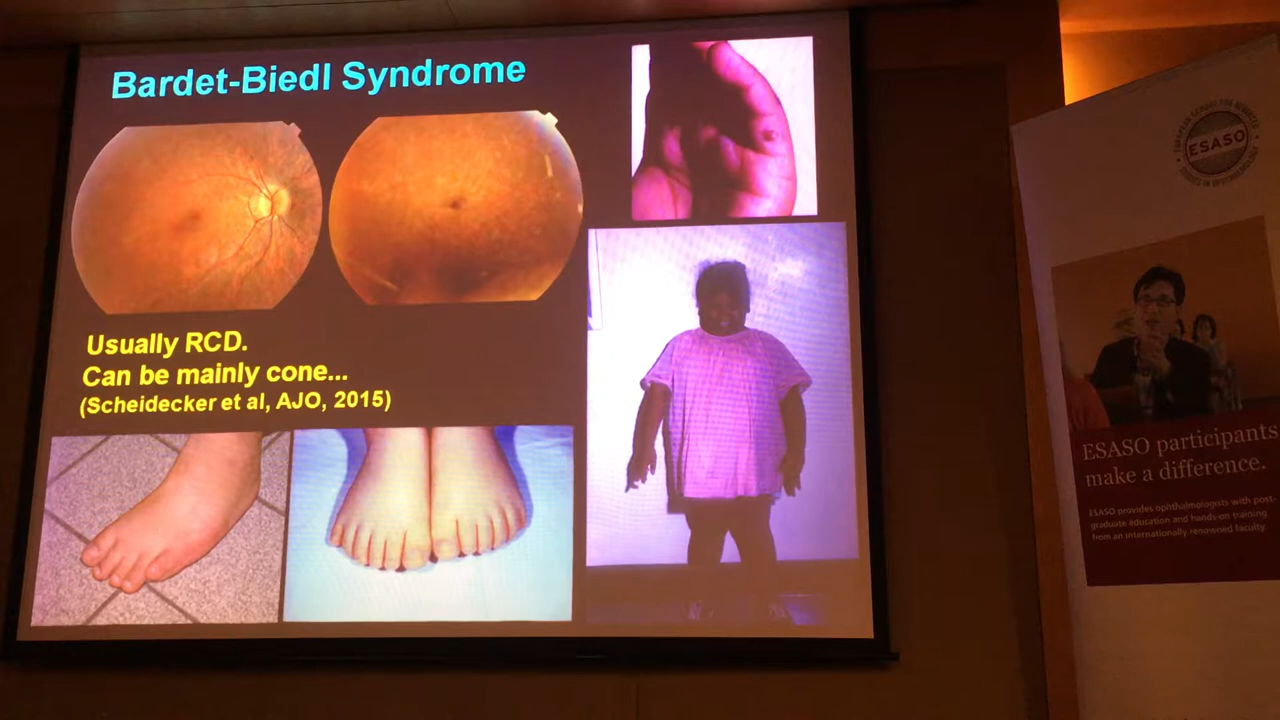 Bardet-Biedl Syndrome
Usually RCD.
Can be mainly cone...
(Scheidecker et al, AJO, 2015)
ESASO
ESASO participants
make a difference.
ESASO provides ophthalmologists with post-
graduate education and hands-on training
from an internationally renowned faculty.